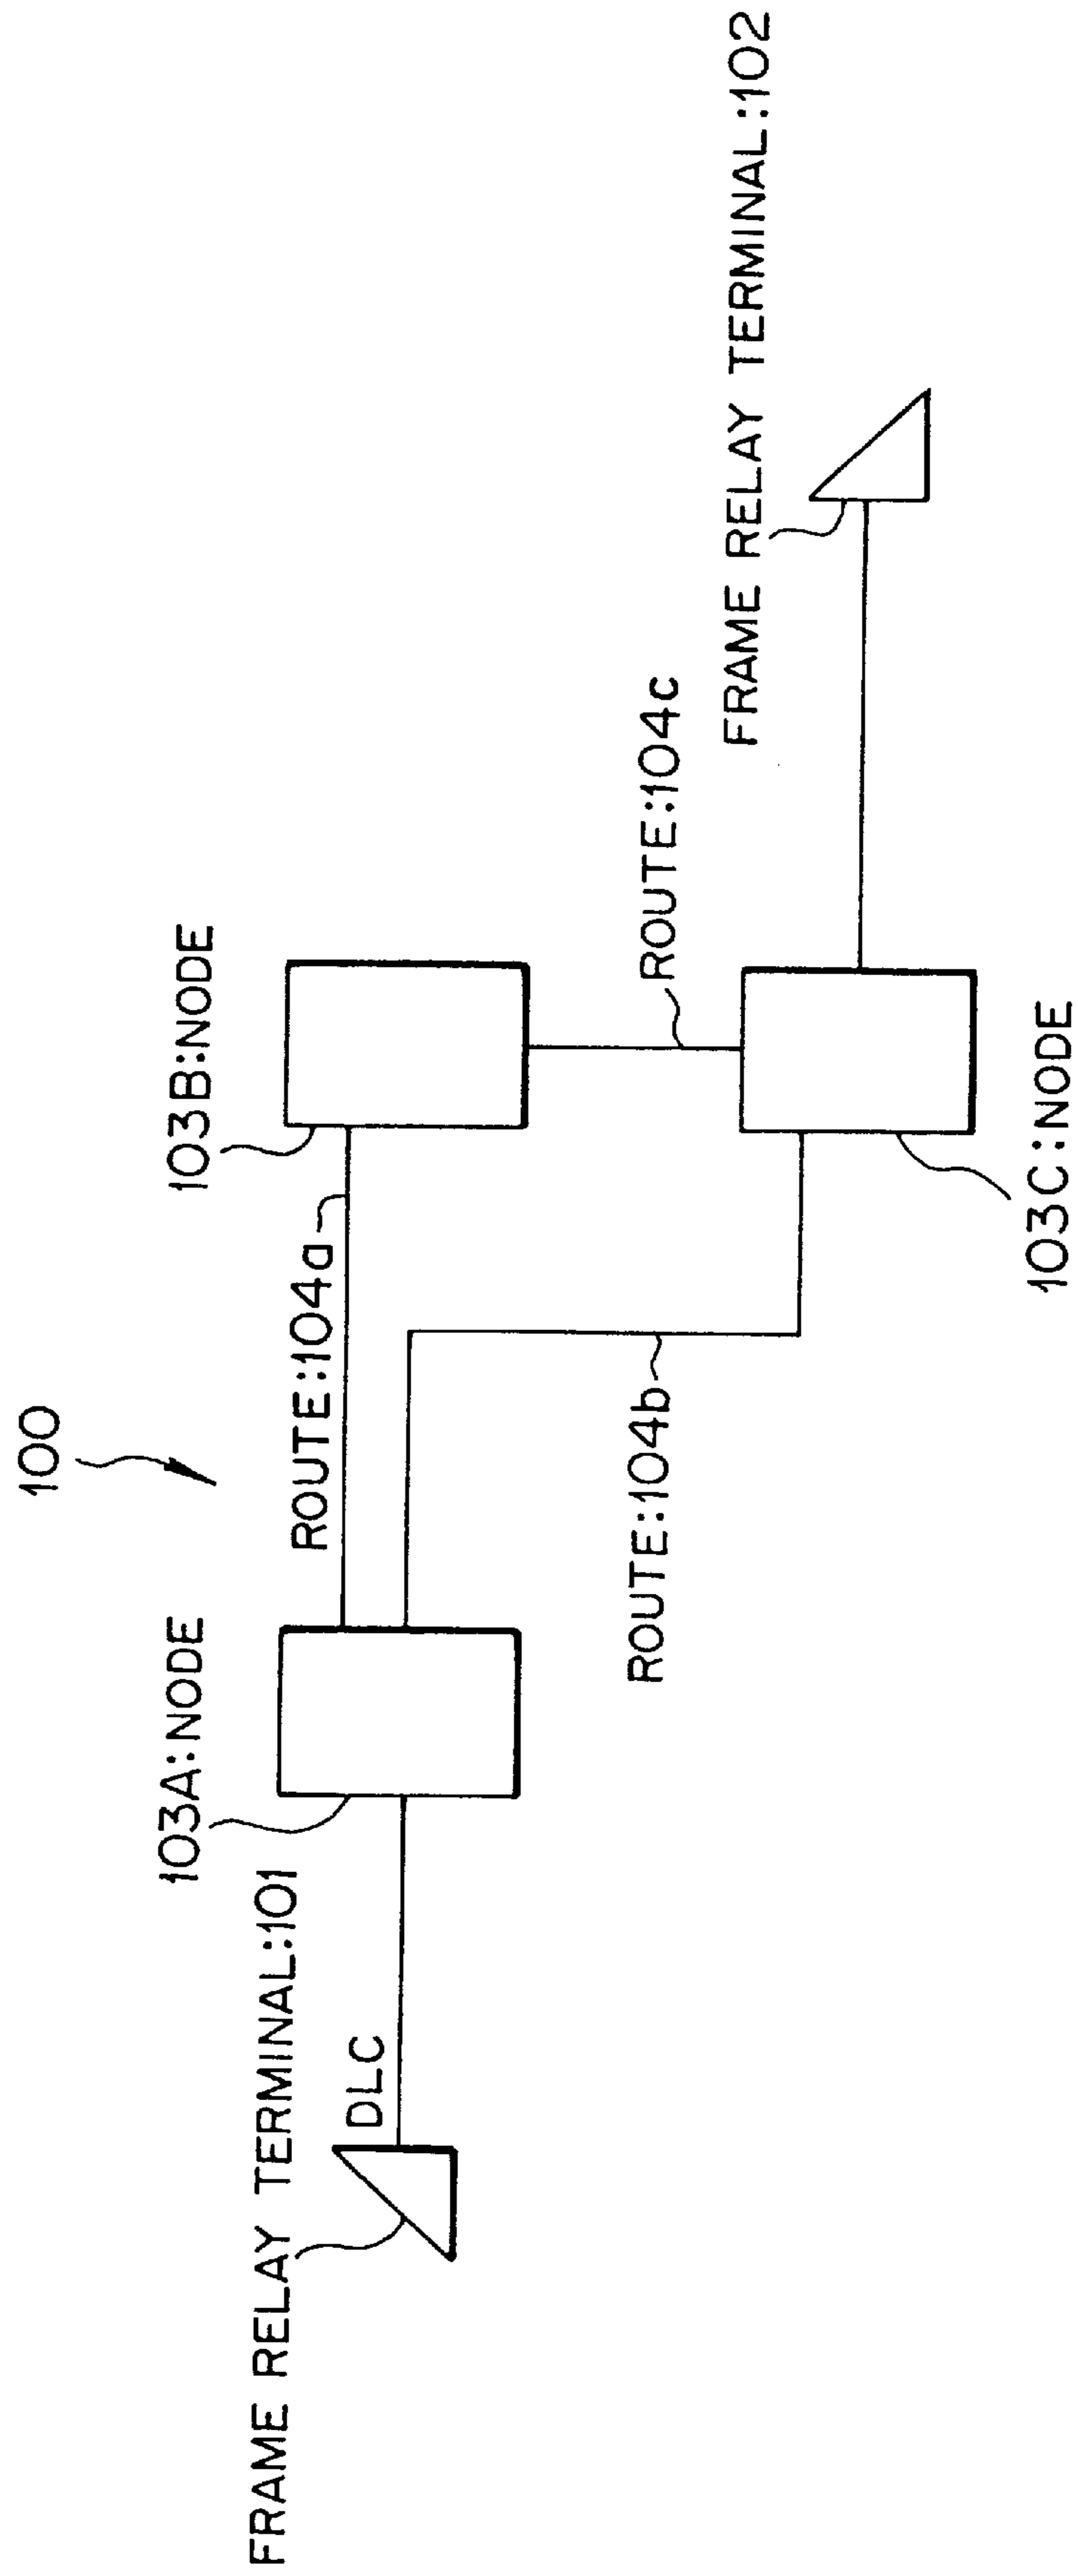 100
FRAME RELAY TERMINAL:101
103A:NODE
103B:NODE
ROUTE:104a
DLC
ROUTE:104b
ROUTE:104c
FRAME RELAY TERMINAL:102
103C:NODE